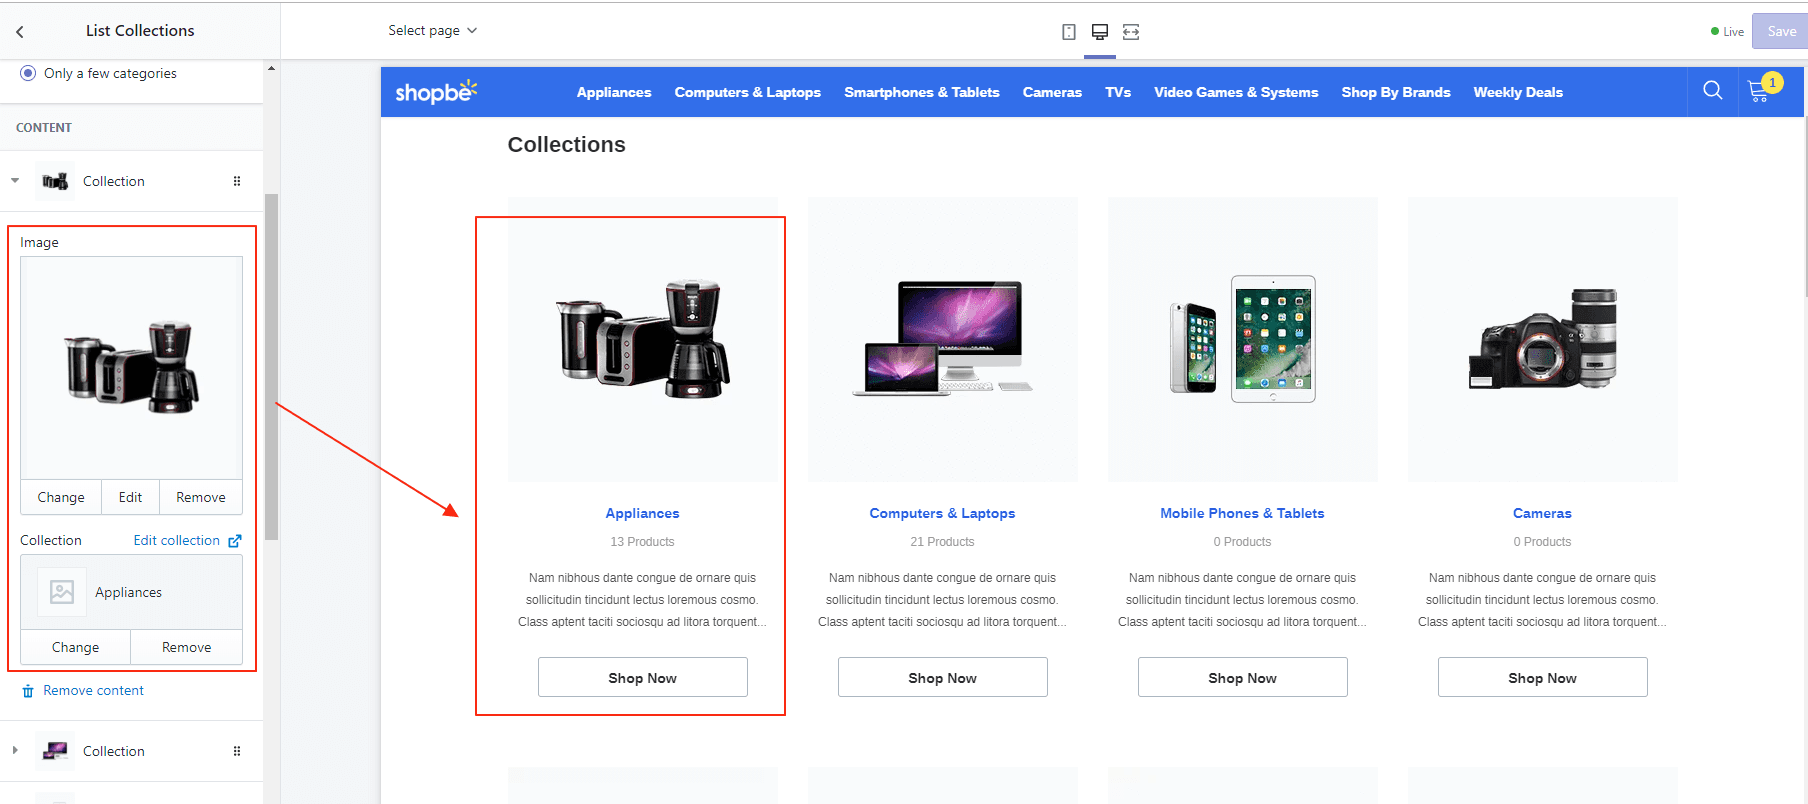 List Collections
Select page
Live
Save
Only a few categories
CONTENT
Collection
Image
Change Edit Remove
Collection Edit collection
Appliances
Change Remove
Remove content
Collection
shopbe
Appliances Computers & Laptops Smartphones & Tablets Cameras TVs Video Games & Systems Shop By Brands Weekly Deals
1
Collections
Appliances
13 Products
Nam nibhous dante congue de ornare quis
sollicitudin tincidunt lectus loremous cosmo.
Class aptent taciti sociosqu ad litora torquent...
Shop Now
Computers & Laptops
21 Products
Nam nibhous dante congue de ornare quis
sollicitudin tincidunt lectus loremous cosmo.
Class aptent taciti sociosqu ad litora torquent...
Shop Now
Mobile Phones & Tablets
0 Products
Nam nibhous dante congue de ornare quis
sollicitudin tincidunt lectus loremous cosmo.
Class aptent taciti sociosqu ad litora torquent...
Shop Now
Cameras
0 Products
Nam nibhous dante congue de ornare quis
sollicitudin tincidunt lectus loremous cosmo.
Class aptent taciti sociosqu ad litora torquent...
Shop Now